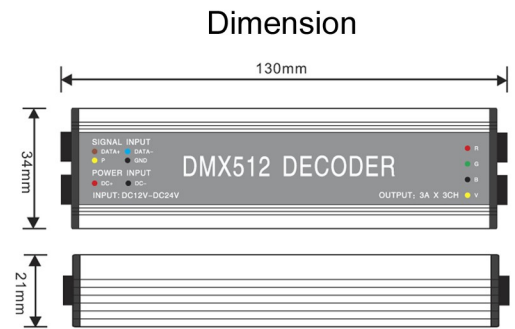 Dimension
130mm
34mm
SIGNAL INPUT
DATA+ DATA-
P GND
POWER INPUT
DC+ DC-
INPUT: DC12V-DC24V
DMX512 DECODER
R
G
B
V
OUTPUT: 3A X 3CH
21mm